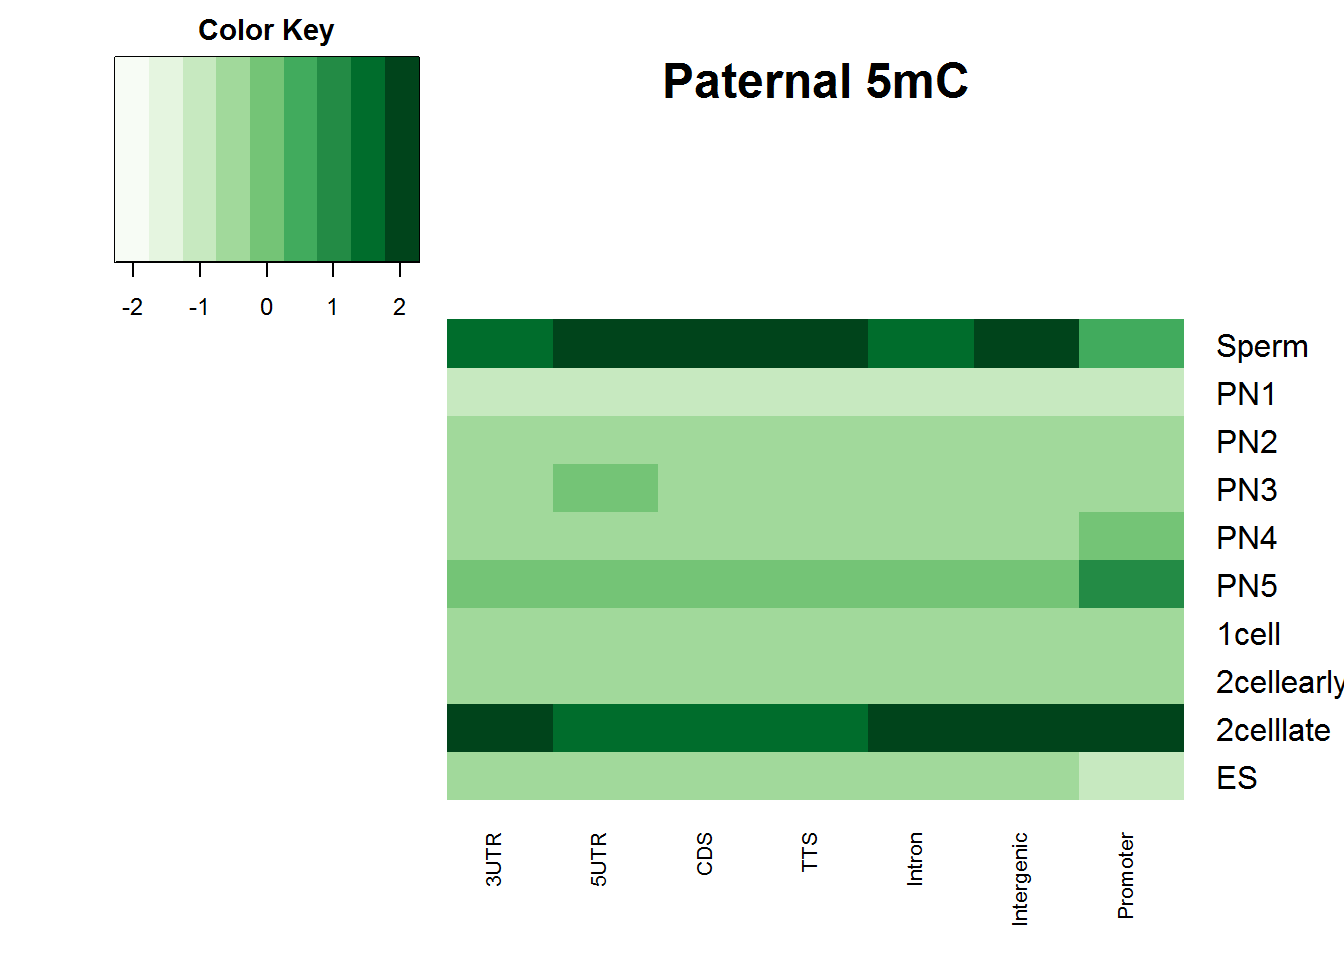 Color Key
Paternal 5mC
-2 -1 0 1 2
Sperm
PN1
PN2
PN3
PN4
PN5
1cell
2cellearly
2celllate
ES
3UTR
5UTR
CDS
TTS
Intron
Intergenic
Promoter